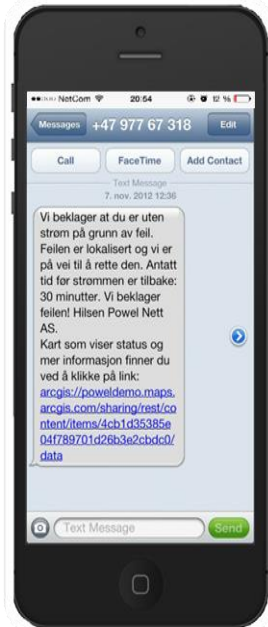 NetCom 20:54 12 %
Messages +47 977 67 318 Edit
Call FaceTime Add Contact
Text Message
7. nov. 2012 12:36
Vi beklager at du er uten
strøm på grunn av feil.
Feilen er lokalisert og vi er
på vei til å rette den. Antatt
tid før strømmen er tilbake:
30 minutter. Vi beklager
feilen! Hilsen Powel Nett
AS.
Kart som viser status og
mer informasjon finner du
ved å klikke på link:
arcgis://poweldemo.maps.
arcgis.com/sharing/rest/co
ntent/items/4cb1d35385e
04f789701d26b3e2cbdc0/
data
Text Message Send